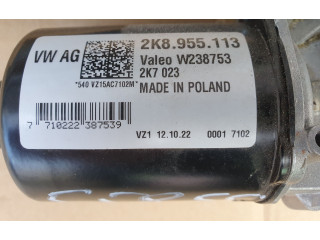 VW AG
2K8.955.113
Valeo W238753
2K7 023
*540 VZ15AC7102M*
MADE IN POLAND
7 710222 387539
VZ1 12.10.22 0001 7102